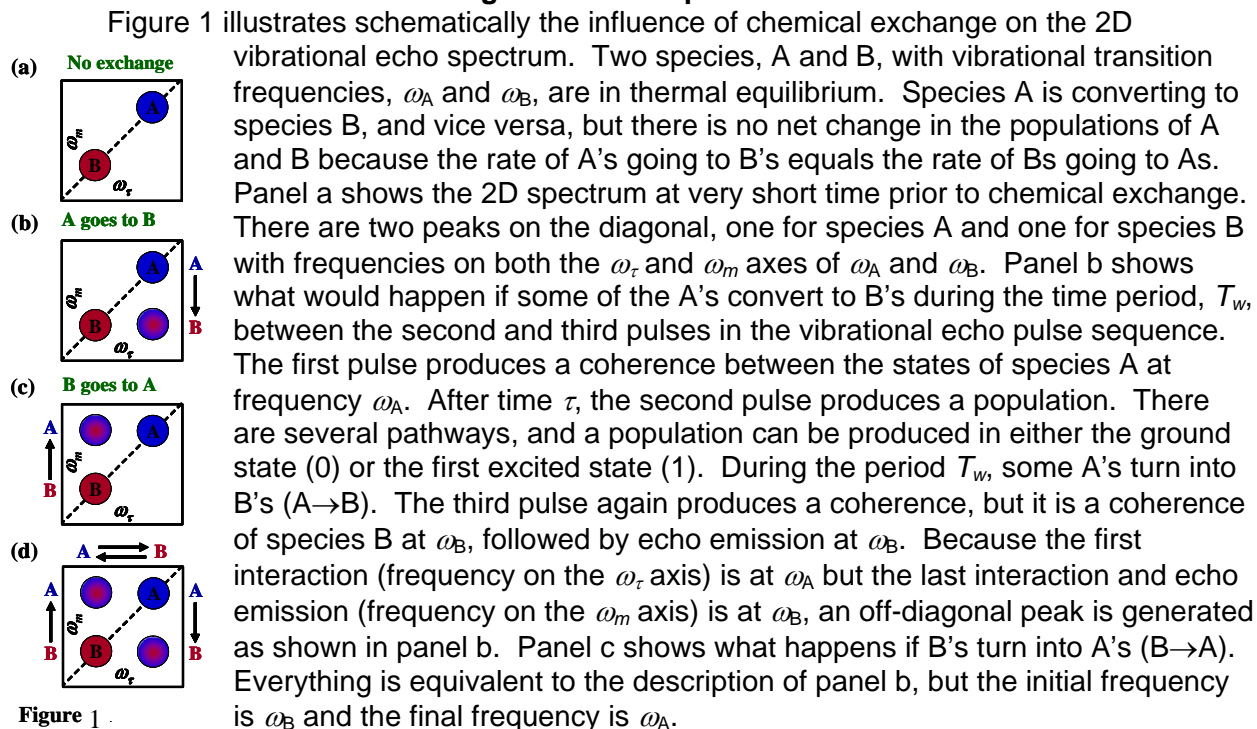 Figure 1 illustrates schematically the influence of chemical exchange on the 2D
vibrational echo spectrum. Two species, A and B, with vibrational transition
frequencies, ωA and ωB, are in thermal equilibrium. Species A is converting to
species B, and vice versa, but there is no net change in the populations of A
and B because the rate of A's going to B's equals the rate of Bs going to As.
Panel a shows the 2D spectrum at very short time prior to chemical exchange.
There are two peaks on the diagonal, one for species A and one for species B
with frequencies on both the ωτ and ωm axes of ωA and ωB. Panel b shows
what would happen if some of the A's convert to B's during the time period, Tw,
between the second and third pulses in the vibrational echo pulse sequence.
The first pulse produces a coherence between the states of species A at
frequency ωA. After time τ, the second pulse produces a population. There
are several pathways, and a population can be produced in either the ground
state (0) or the first excited state (1). During the period Tw, some A's turn into
B's (A→B). The third pulse again produces a coherence, but it is a coherence
of species B at ωB, followed by echo emission at ωB. Because the first
interaction (frequency on the ωτ axis) is at ωA but the last interaction and echo
emission (frequency on the ωm axis) is at ωB, an off-diagonal peak is generated
as shown in panel b. Panel c shows what happens if B's turn into A's (B→A).
Everything is equivalent to the description of panel b, but the initial frequency
is ωB and the final frequency is ωA.
(a) No exchange
A
ωm
B
ωτ
(b) A goes to B
A
A
ωm
B
B
ωτ
(c) B goes to A
A
A
ωm
B
B
ωτ
(d) A B
A
A
A
ωm
B
B
B
ωτ
Figure 1 .